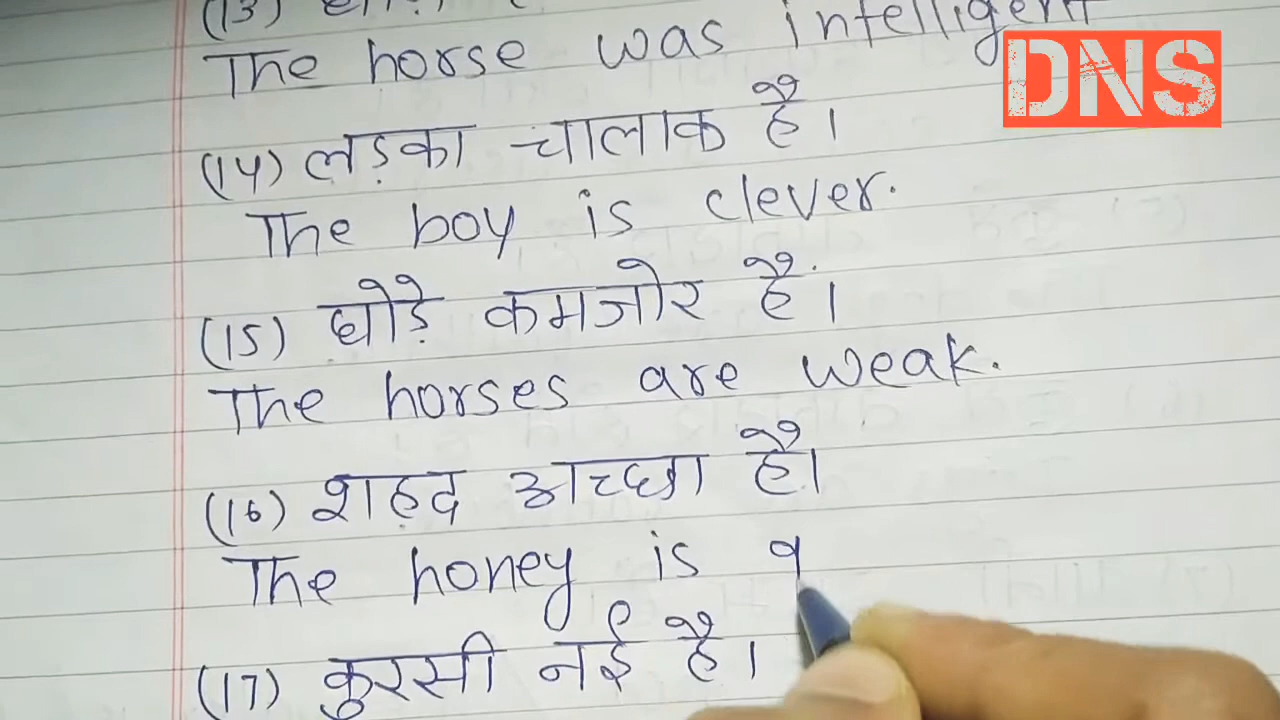 (13)
The horse was intelligent
DNS
(14) लड़का चालाक है।
The boy is clever.
(15) घोड़े कमजोर हैं।
The horses are weak.
(16) शहद अच्छा है।
The honey is g
(17) कुरसी नई है।